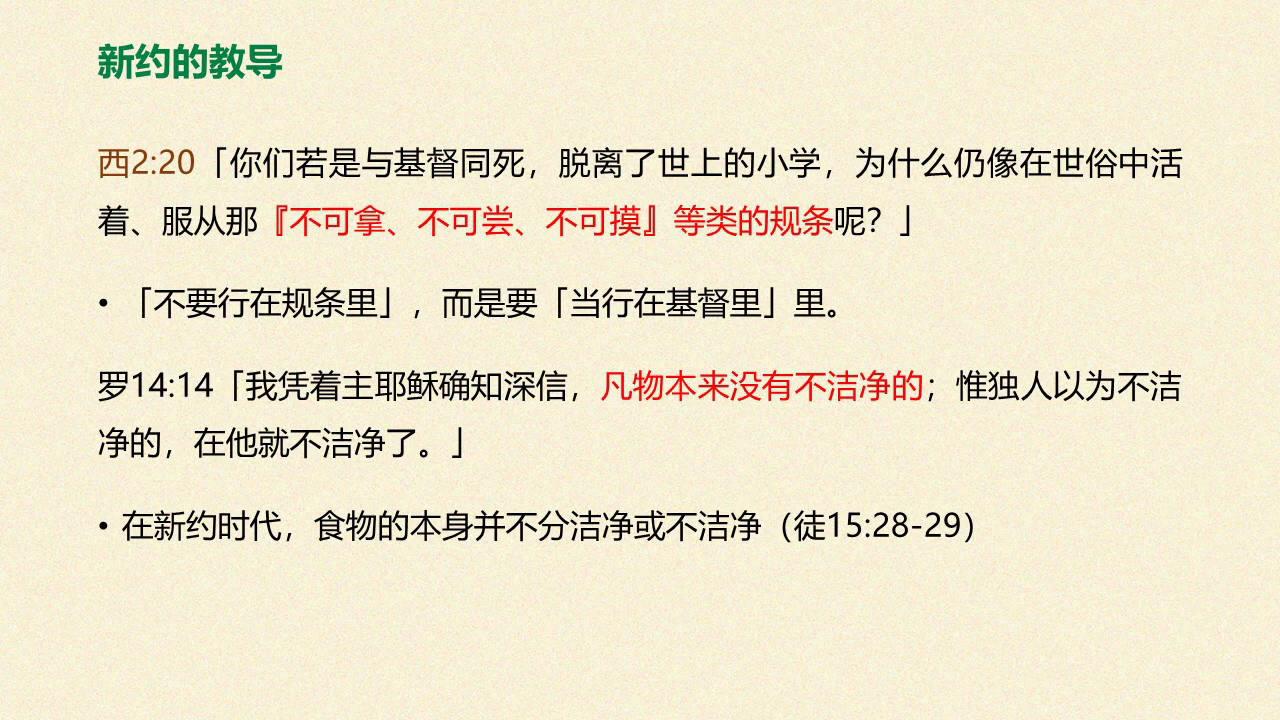 新约的教导
西2:20「你们若是与基督同死，脱离了世上的小学，为什么仍像在世俗中活
着、服从那『不可拿、不可尝、不可摸』等类的规条呢？」
•「不要行在规条里」，而是要「当行在基督里」里。
罗14:14「我凭着主耶稣确知深信，凡物本来没有不洁净的；惟独人以为不洁
净的，在他就不洁净了。」
• 在新约时代，食物的本身并不分洁净或不洁净（徒15:28-29）